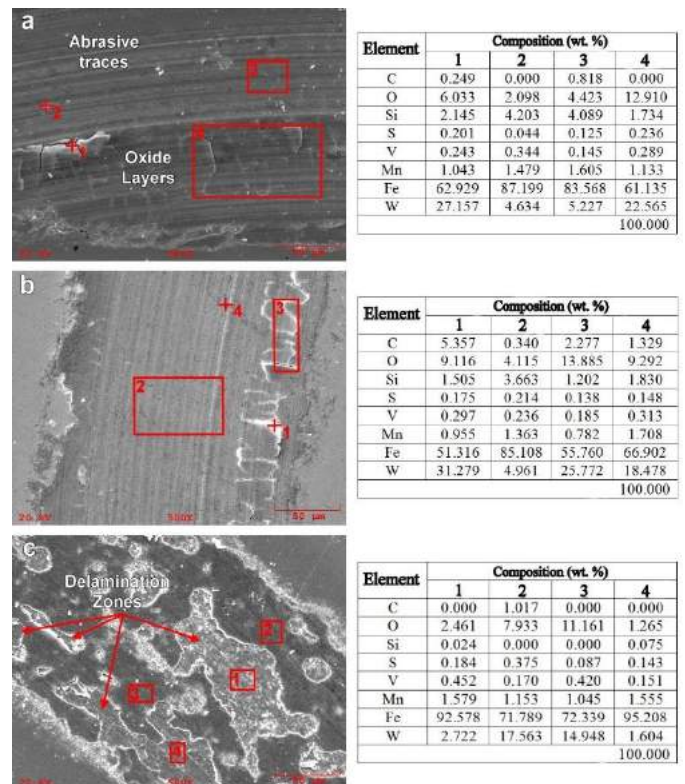 a
Abrasive
traces
3
2
1
4
Oxide
Layers
500X
Element Composition (wt. %)
1 2 3 4
C 0.249 0.000 0.818 0.000
O 6.033 2.098 4.423 12.910
Si 2.145 4.203 4.089 1.734
S 0.201 0.044 0.125 0.236
V 0.243 0.344 0.145 0.289
Mn 1.043 1.479 1.605 1.133
Fe 62.929 87.199 83.568 61.135
W 27.157 4.634 5.227 22.565
100.000
b
4
3
2
1
20 kV 500X 50 µm
Element Composition (wt. %)
1 2 3 4
C 5.357 0.340 2.277 1.329
O 9.116 4.115 13.885 9.292
Si 1.505 3.663 1.202 1.830
S 0.175 0.214 0.138 0.148
V 0.297 0.236 0.185 0.313
Mn 0.955 1.363 0.782 1.708
Fe 51.316 85.108 55.760 66.902
W 31.279 4.961 25.772 18.478
100.000
c
Delamination
Zones
2
1
3
4
500X
Element Composition (wt. %)
1 2 3 4
C 0.000 1.017 0.000 0.000
O 2.461 7.933 11.161 1.265
Si 0.024 0.000 0.000 0.075
S 0.184 0.375 0.087 0.143
V 0.452 0.170 0.420 0.151
Mn 1.579 1.153 1.045 1.555
Fe 92.578 71.789 72.339 95.208
W 2.722 17.563 14.948 1.604
100.000